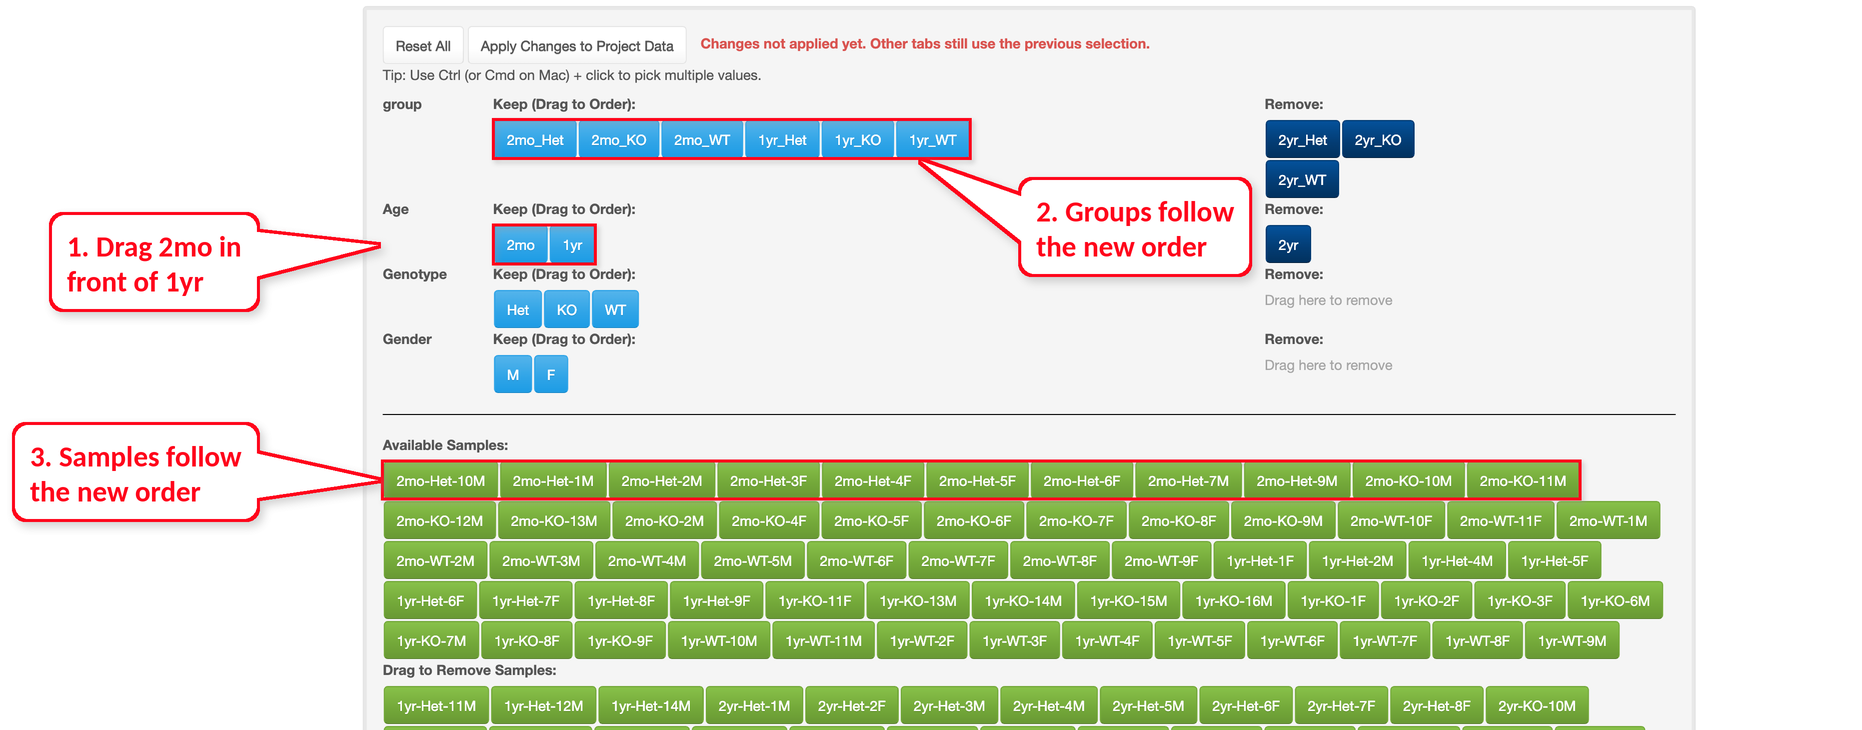 Reset All
Apply Changes to Project Data
Changes not applied yet. Other tabs still use the previous selection.
Tip: Use Ctrl (or Cmd on Mac) + click to pick multiple values.
group
Keep (Drag to Order):
Remove:
2mo_Het 2mo_KO 2mo_WT 1yr_Het 1yr_KO 1yr_WT
2yr_Het 2yr_KO
2yr_WT
2. Groups follow
the new order
Age
Keep (Drag to Order):
Remove:
1. Drag 2mo in
front of 1yr
2mo 1yr
2yr
Genotype
Keep (Drag to Order):
Remove:
Het KO WT
Drag here to remove
Gender
Keep (Drag to Order):
Remove:
M F
Drag here to remove
Available Samples:
3. Samples follow
the new order
2mo-Het-10M 2mo-Het-1M 2mo-Het-2M 2mo-Het-3F 2mo-Het-4F 2mo-Het-5F 2mo-Het-6F 2mo-Het-7M 2mo-Het-9M 2mo-KO-10M 2mo-KO-11M
2mo-KO-12M 2mo-KO-13M 2mo-KO-2M 2mo-KO-4F 2mo-KO-5F 2mo-KO-6F 2mo-KO-7F 2mo-KO-8F 2mo-KO-9M 2mo-WT-10F 2mo-WT-11F 2mo-WT-1M
2mo-WT-2M 2mo-WT-3M 2mo-WT-4M 2mo-WT-5M 2mo-WT-6F 2mo-WT-7F 2mo-WT-8F 2mo-WT-9F 1yr-Het-1F 1yr-Het-2M 1yr-Het-4M 1yr-Het-5F
1yr-Het-6F 1yr-Het-7F 1yr-Het-8F 1yr-Het-9F 1yr-KO-11F 1yr-KO-13M 1yr-KO-14M 1yr-KO-15M 1yr-KO-16M 1yr-KO-1F 1yr-KO-2F 1yr-KO-3F 1yr-KO-6M
1yr-KO-7M 1yr-KO-8F 1yr-KO-9F 1yr-WT-10M 1yr-WT-11M 1yr-WT-2F 1yr-WT-3F 1yr-WT-4F 1yr-WT-5F 1yr-WT-6F 1yr-WT-7F 1yr-WT-8F 1yr-WT-9M
Drag to Remove Samples:
1yr-Het-11M 1yr-Het-12M 1yr-Het-14M 2yr-Het-1M 2yr-Het-2F 2yr-Het-3M 2yr-Het-4M 2yr-Het-5M 2yr-Het-6F 2yr-Het-7F 2yr-Het-8F 2yr-KO-10M